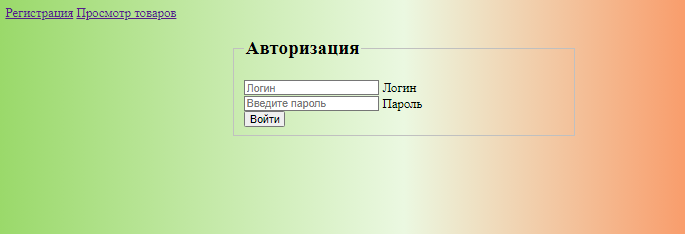 Регистрация Просмотр товаров
Авторизация
Логин Логин
Введите пароль Пароль
Войти